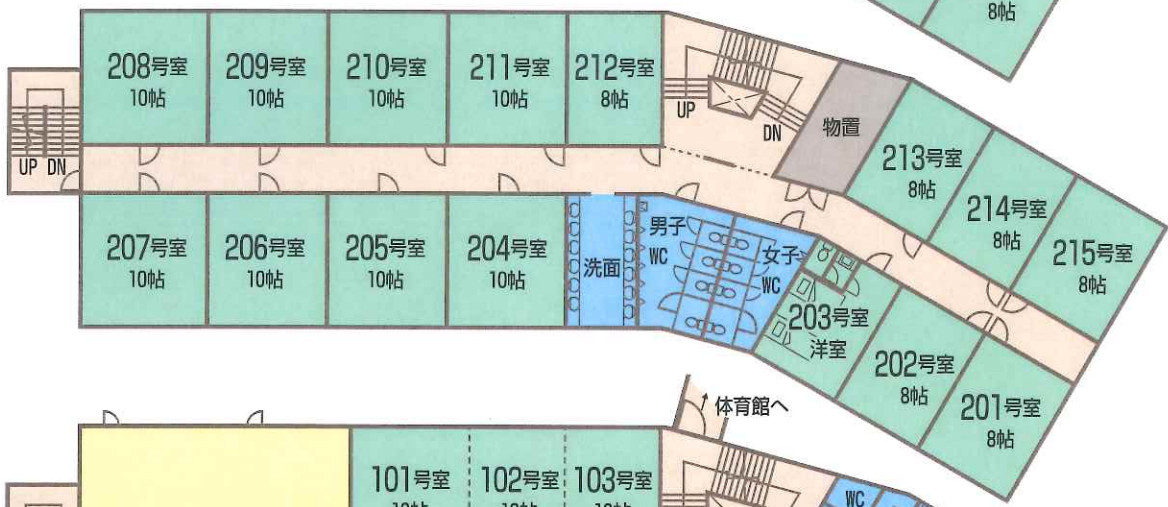 8帖
208号室
10帖
209号室
10帖
210号室
10帖
211号室
10帖
212号室
8帖
UP
DN
物置
213号室
8帖
214号室
8帖
215号室
8帖
UP DN
207号室
10帖
206号室
10帖
205号室
10帖
204号室
10帖
洗面
男子
WC
女子
WC
203号室
洋室
202号室
8帖
201号室
8帖
体育館へ
101号室
102号室
103号室
WC